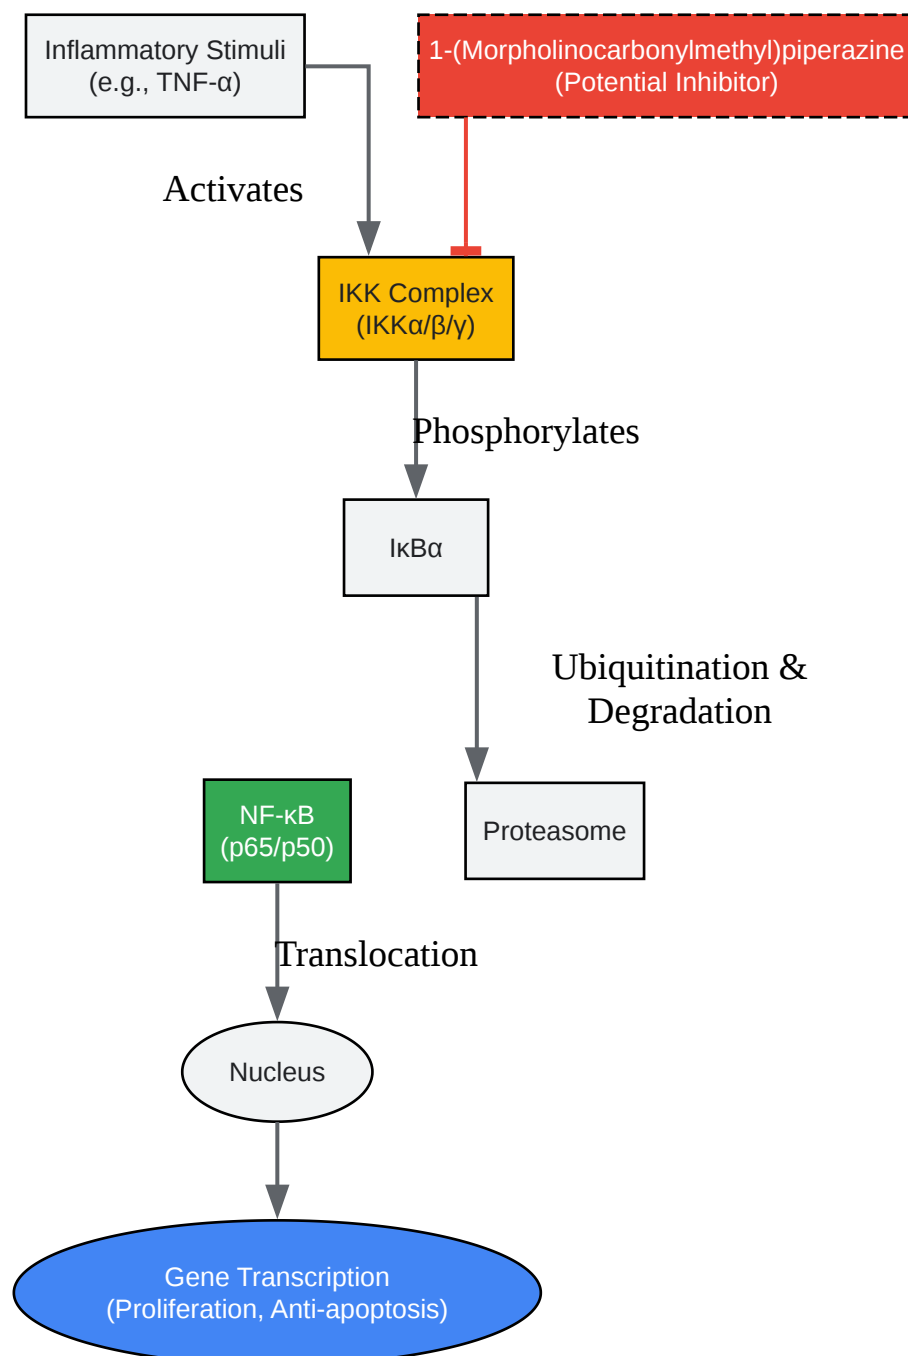 Inflammatory Stimuli
(e.g., TNF-α)
1-(Morpholinocarbonylmethyl)piperazine
(Potential Inhibitor)
Activates
IKK Complex
(IKKα/β/γ)
Phosphorylates
IκBα
Ubiquitination &
Degradation
NF-κB
(p65/p50)
Proteasome
Translocation
Nucleus
Gene Transcription
(Proliferation, Anti-apoptosis)